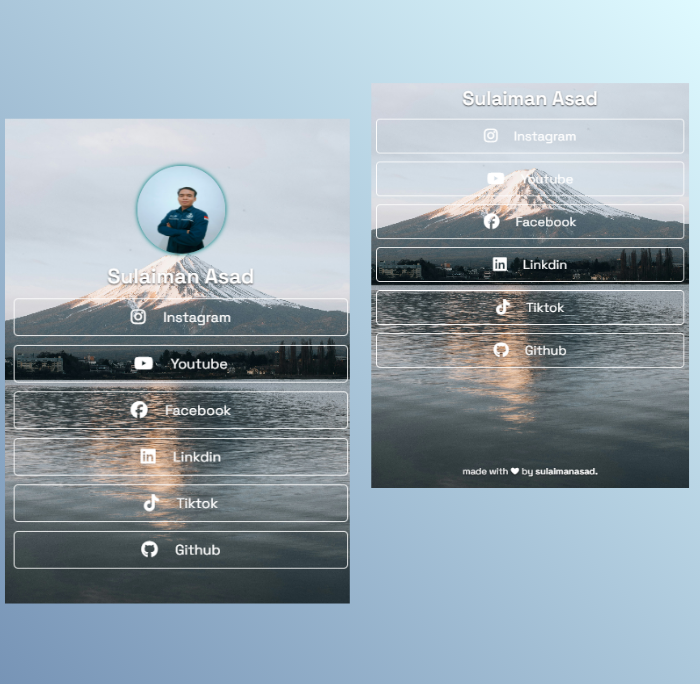 Sulaiman Asad
Instagram
Youtube
Facebook
Linkdin
Tiktok
Github
Sulaiman Asad
Instagram
Youtube
Facebook
Linkdin
Tiktok
Github
made with ♥ by sulaimanasad.